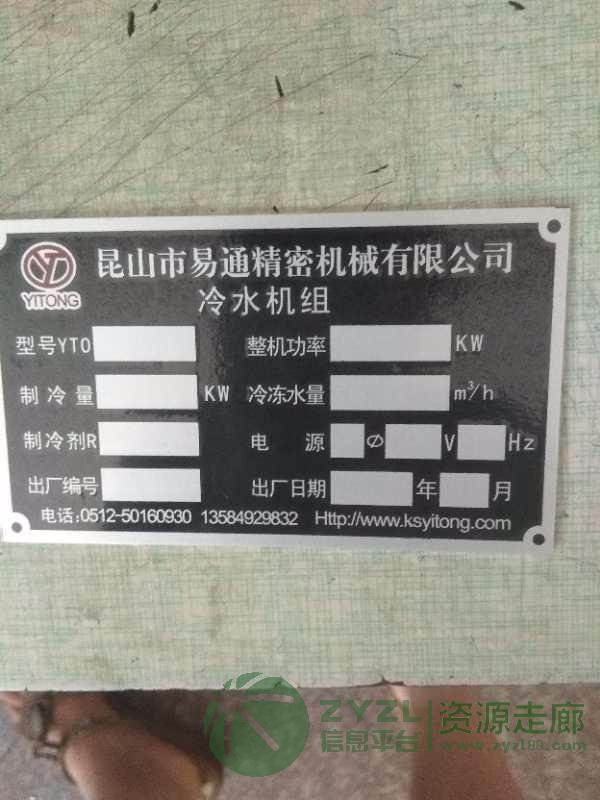 昆山市易通精密机械有限公司
YITONG
冷水机组
型号YTO 整机功率 KW
制冷量 KW 冷冻水量 m³/h
制冷剂R 电源 Φ V Hz
出厂编号 出厂日期 年 月
电话:0512-50160930 13584929832 Http://www.ksyitong.com
ZYZL 资源走廊
信息平台 www.zyzl88.com